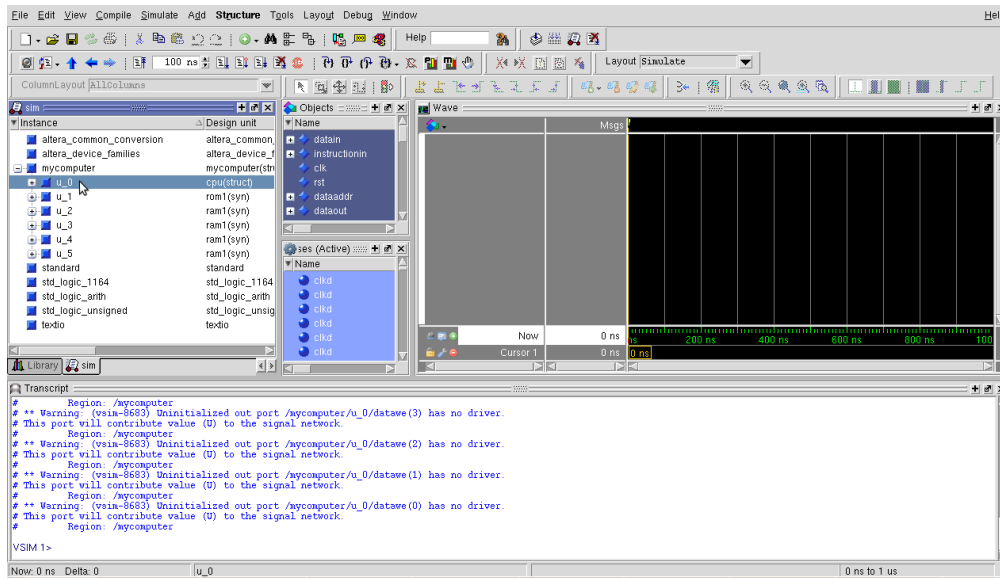 File Edit View Compile Simulate Add Structure Tools Layout Debug Window Hel
Help
100 ns Layout Simulate
ColumnLayout AllColumns
sim
Instance Design unit
altera_common_conversion altera_common_
altera_device_families altera_device_f
mycomputer mycomputer(stru
u_0 cpu(struct)
u_1 rom1(syn)
u_2 ram1(syn)
u_3 ram1(syn)
u_4 ram1(syn)
u_5 ram1(syn)
standard standard
std_logic_1164 std_logic_1164
std_logic_arith std_logic_arith
std_logic_unsigned std_logic_unsig
textio textio
Library sim
Objects
Name
datain
instructionin
clk
rst
dataaddr
dataout
ses (Active)
Name
clkd
clkd
clkd
clkd
clkd
clkd
Wave
Msgs
Now 0 ns
Cursor 1 0 ns
ns 200 ns 400 ns 600 ns 800 ns 100
0 ns
Transcript
# Region: /mycomputer
# ** Warning: (vsim-8683) Uninitialized out port /mycomputer/u_0/datawe(3) has no driver.
# This port will contribute value (U) to the signal network.
# Region: /mycomputer
# ** Warning: (vsim-8683) Uninitialized out port /mycomputer/u_0/datawe(2) has no driver.
# This port will contribute value (U) to the signal network.
# Region: /mycomputer
# ** Warning: (vsim-8683) Uninitialized out port /mycomputer/u_0/datawe(1) has no driver.
# This port will contribute value (U) to the signal network.
# Region: /mycomputer
# ** Warning: (vsim-8683) Uninitialized out port /mycomputer/u_0/datawe(0) has no driver.
# This port will contribute value (U) to the signal network.
# Region: /mycomputer
VSIM 1>
Now: 0 ns Delta: 0 u_0 0 ns to 1 us